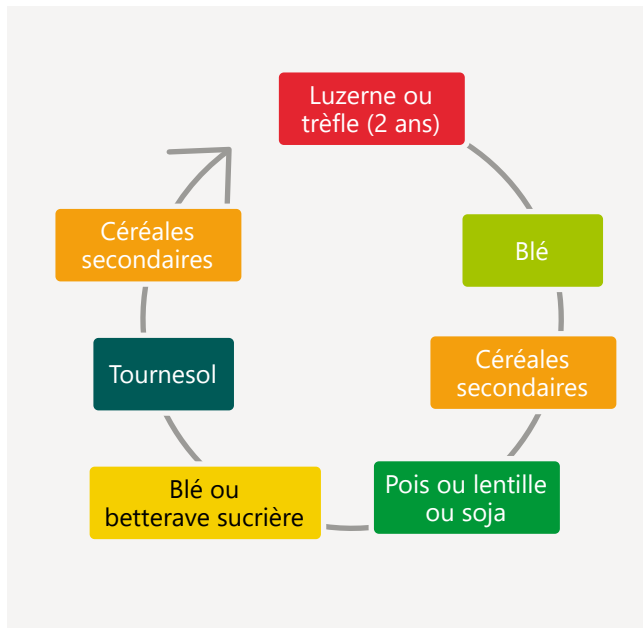 Luzerne ou
trèfle (2 ans)
Blé
Céréales
secondaires
Pois ou lentille
ou soja
Blé ou
betterave sucrière
Tournesol
Céréales
secondaires